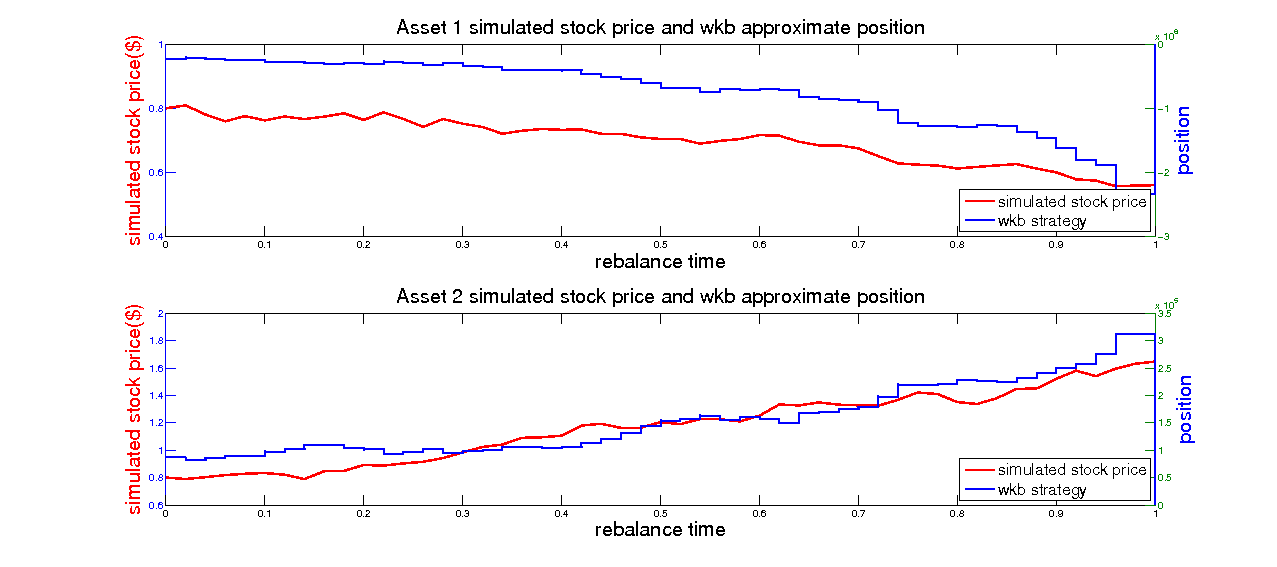 Asset 1 simulated stock price and wkb approximate position
simulated stock price($)
1
0.8
0.6
0.4
0 0.1 0.2 0.3 0.4 0.5 0.6 0.7 0.8 0.9 1
rebalance time
0
-1
-2
-3
position
simulated stock price
wkb strategy
Asset 2 simulated stock price and wkb approximate position
simulated stock price($)
2
1.8
1.6
1.4
1.2
1
0.8
0.6
0 0.1 0.2 0.3 0.4 0.5 0.6 0.7 0.8 0.9 1
rebalance time
3.5
3
2.5
2
1.5
1
0.5
0
position
simulated stock price
wkb strategy